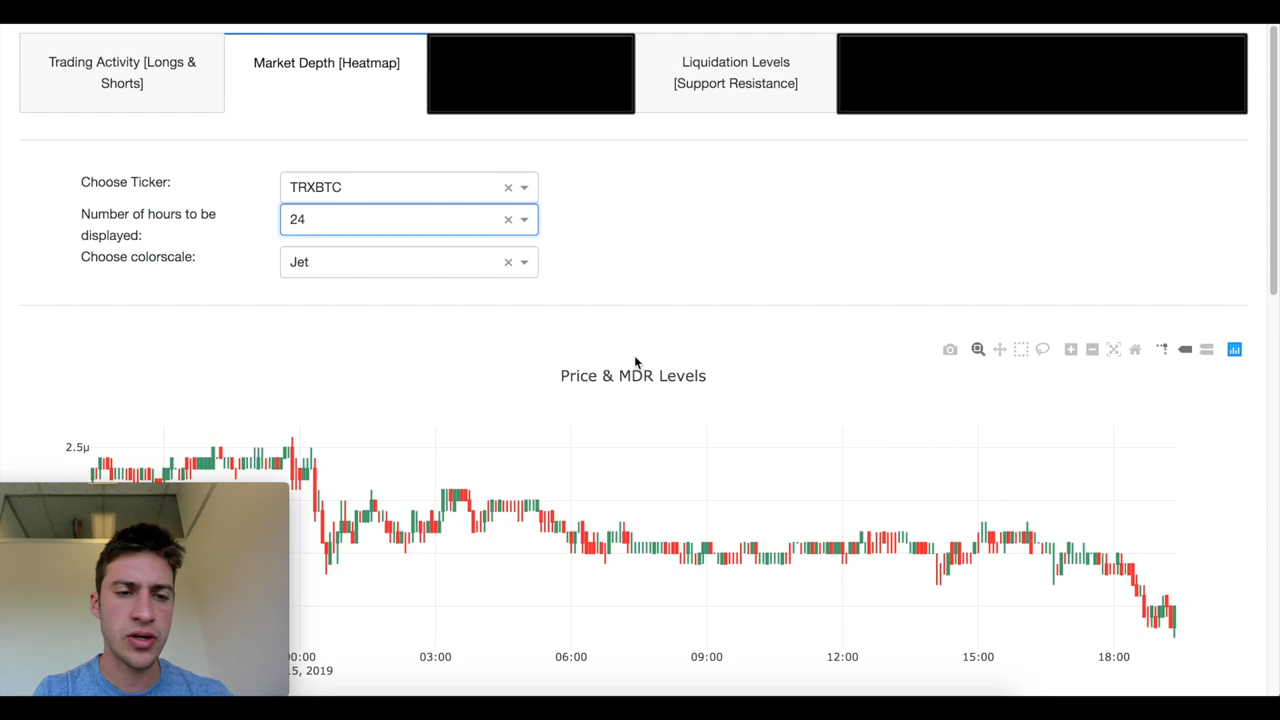 Trading Activity [Longs &
Shorts]
Market Depth [Heatmap]
Liquidation Levels
[Support Resistance]
Choose Ticker:
TRXBTC
Number of hours to be
displayed:
24
Choose colorscale:
Jet
Price & MDR Levels
2.5μ
00:00
03:00
06:00
09:00
12:00
15:00
18:00
5, 2019